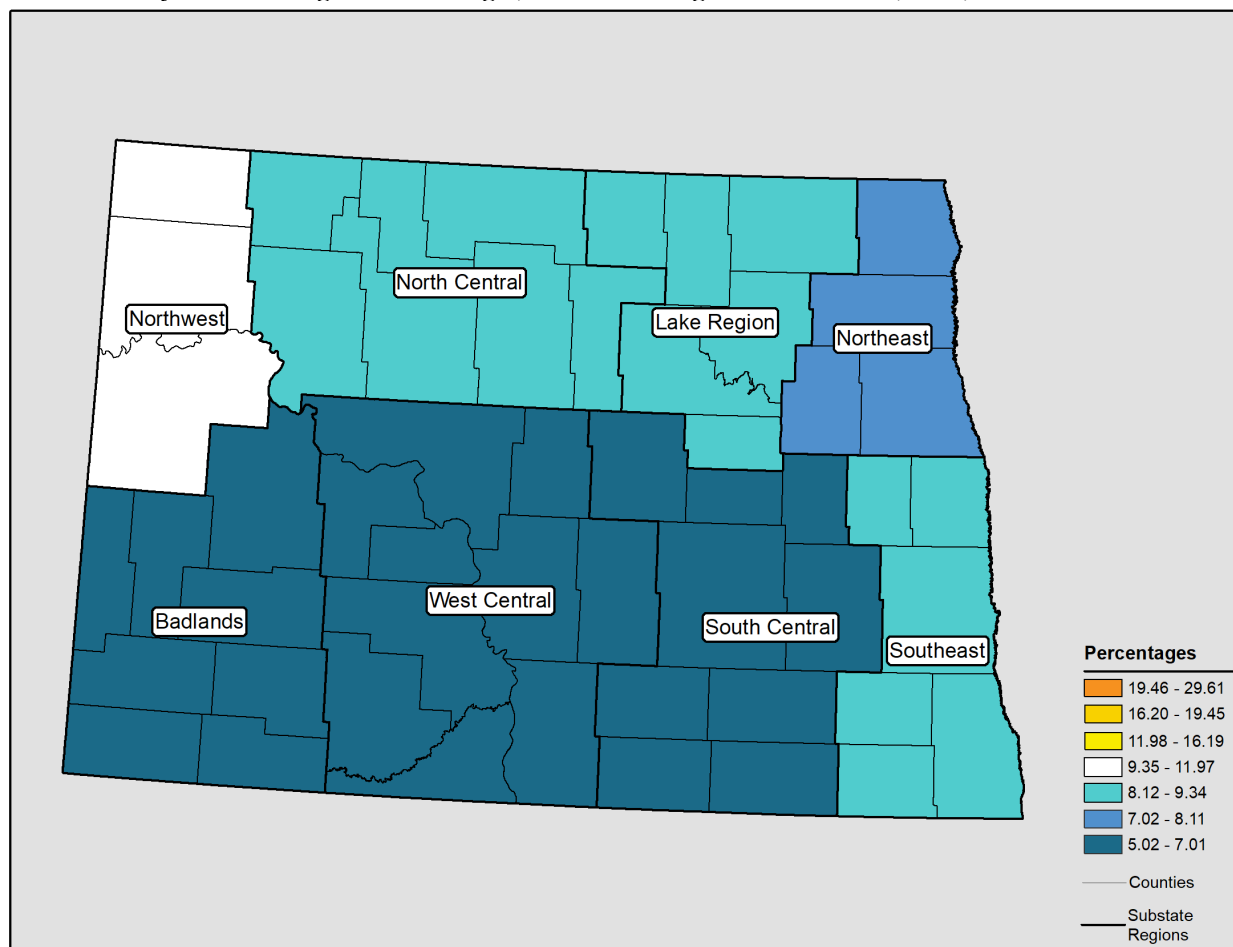 North Central
Northwest
Lake Region
Northeast
West Central
Badlands
South Central
Southeast
Percentages
19.46 - 29.61
16.20 - 19.45
11.98 - 16.19
9.35 - 11.97
8.12 - 9.34
7.02 - 8.11
5.02 - 7.01
Counties
Substate
Regions